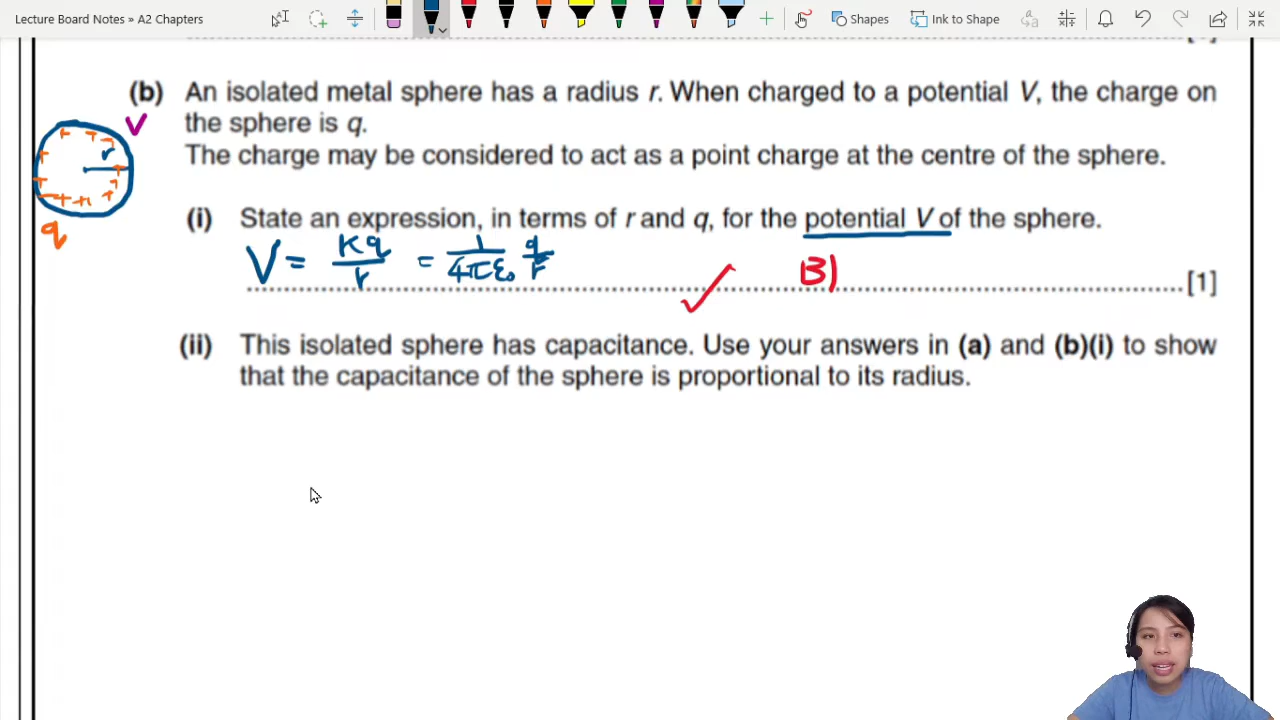 Lecture Board Notes » A2 Chapters
Shapes
Ink to Shape
(b) An isolated metal sphere has a radius r. When charged to a potential V, the charge on
the sphere is q.
The charge may be considered to act as a point charge at the centre of the sphere.
V
r
q
(i) State an expression, in terms of r and q, for the potential V of the sphere.
V = Kq/r = 1/4πε₀ q/r
B1
[1]
(ii) This isolated sphere has capacitance. Use your answers in (a) and (b)(i) to show
that the capacitance of the sphere is proportional to its radius.